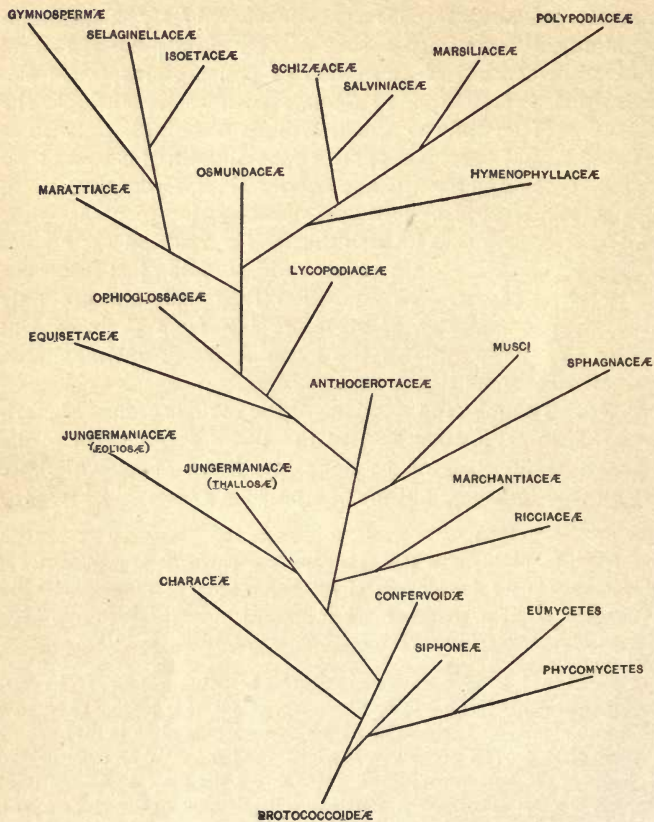 GYMNOSPERMÆ
POLYPODIACEÆ
SELAGINELLACEÆ
ISOETACEÆ
MARSILIACEÆ
SCHIZÆACEÆ
SALVINIACEÆ
OSMUNDACEÆ
HYMENOPHYLLACEÆ
MARATTIACEÆ
LYCOPODIACEÆ
OPHIOGLOSSACEÆ
EQUISETACEÆ
MUSCI
SPHAGNACEÆ
ANTHOCEROTACEÆ
JUNGERMANIACEÆ
(FOLIOSÆ)
JUNGERMANIACÆ
(THALLOSÆ)
MARCHANTIACEÆ
RICCIACEÆ
CHARACEÆ
CONFERVOIDÆ
EUMYCETES
SIPHONEÆ
PHYCOMYCETES
PROTOCOCCOIDEÆ